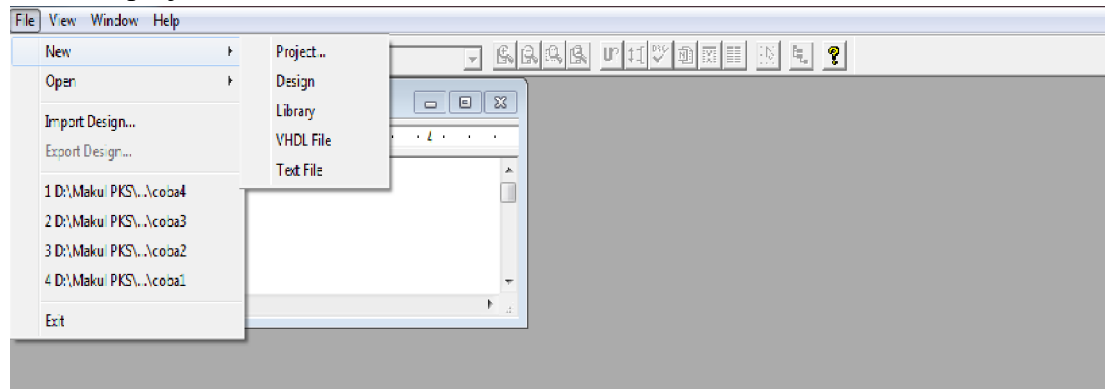 File View Window Help
New
Project...
Open
Design
Library
Import Design...
VHDL File
Export Design...
Text File
1 D:\Makul PKS\...\coba4
2 D:\Makul PKS\...\coba3
3 D:\Makul PKS\...\coba2
4 D:\Makul PKS\...\coba1
Exit